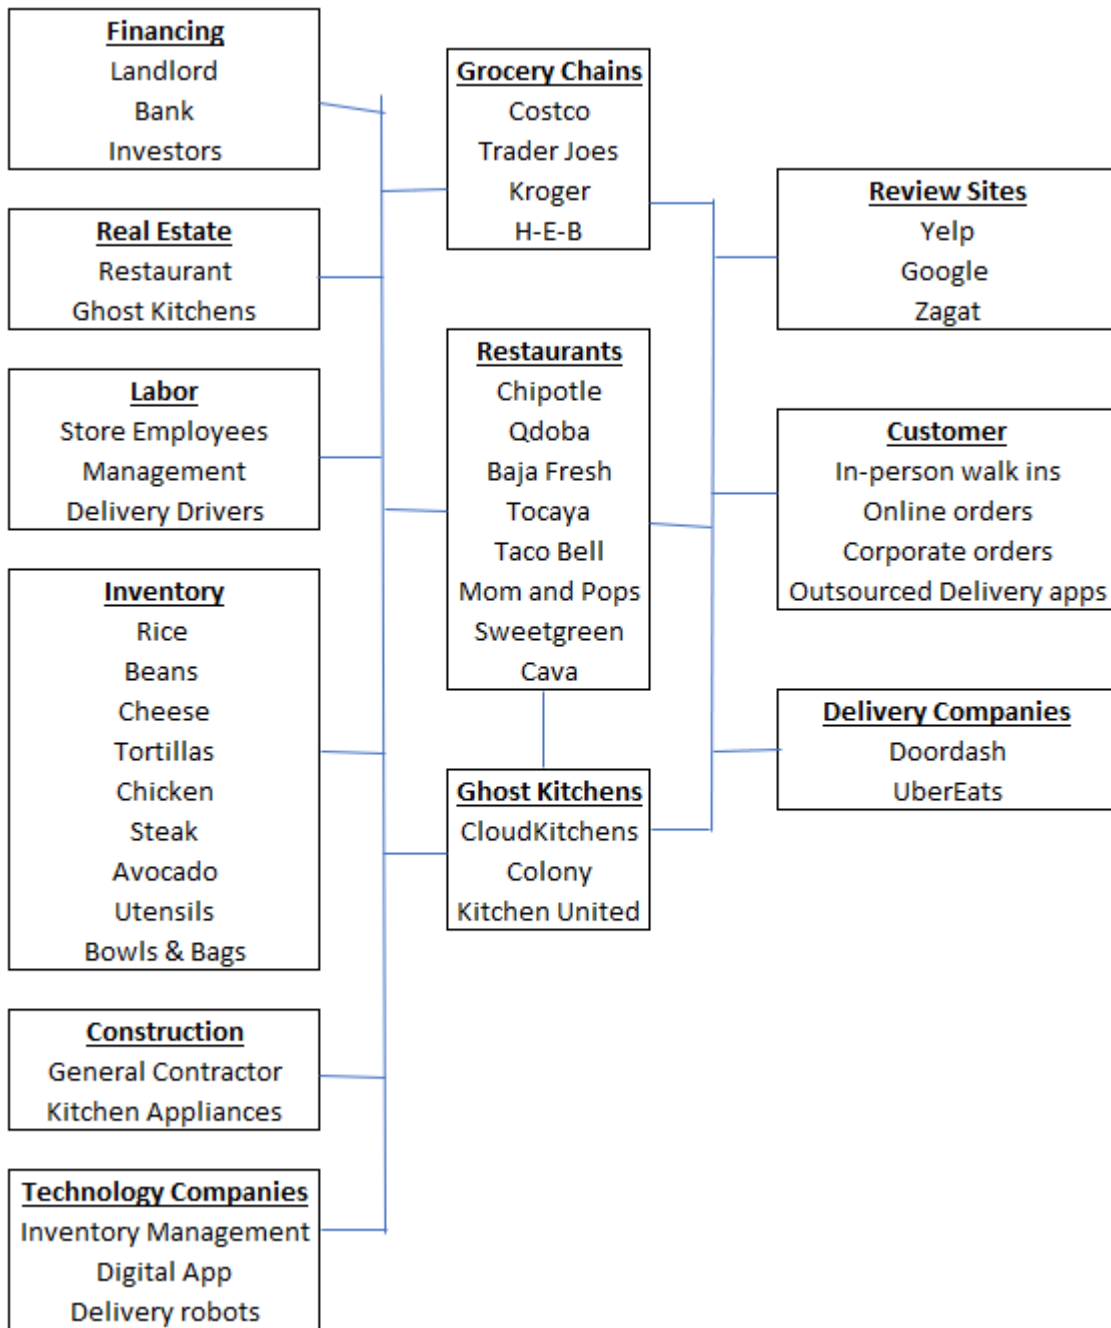 Financing
Landlord
Bank
Investors
Real Estate
Restaurant
Ghost Kitchens
Labor
Store Employees
Management
Delivery Drivers
Inventory
Rice
Beans
Cheese
Tortillas
Chicken
Steak
Avocado
Utensils
Bowls & Bags
Construction
General Contractor
Kitchen Appliances
Technology Companies
Inventory Management
Digital App
Delivery robots
Grocery Chains
Costco
Trader Joes
Kroger
H-E-B
Restaurants
Chipotle
Qdoba
Baja Fresh
Tocaya
Taco Bell
Mom and Pops
Sweetgreen
Cava
Ghost Kitchens
CloudKitchens
Colony
Kitchen United
Review Sites
Yelp
Google
Zagat
Customer
In-person walk ins
Online orders
Corporate orders
Outsourced Delivery apps
Delivery Companies
Doordash
UberEats